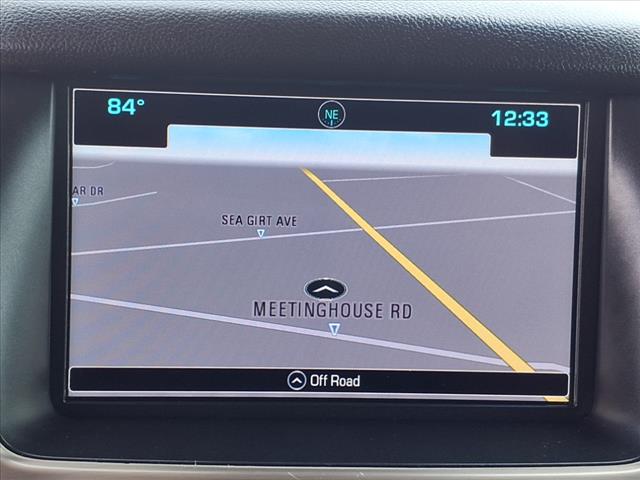 84°
NE
12:33
AR DR
SEA GIRT AVE
MEETINGHOUSE RD
Off Road